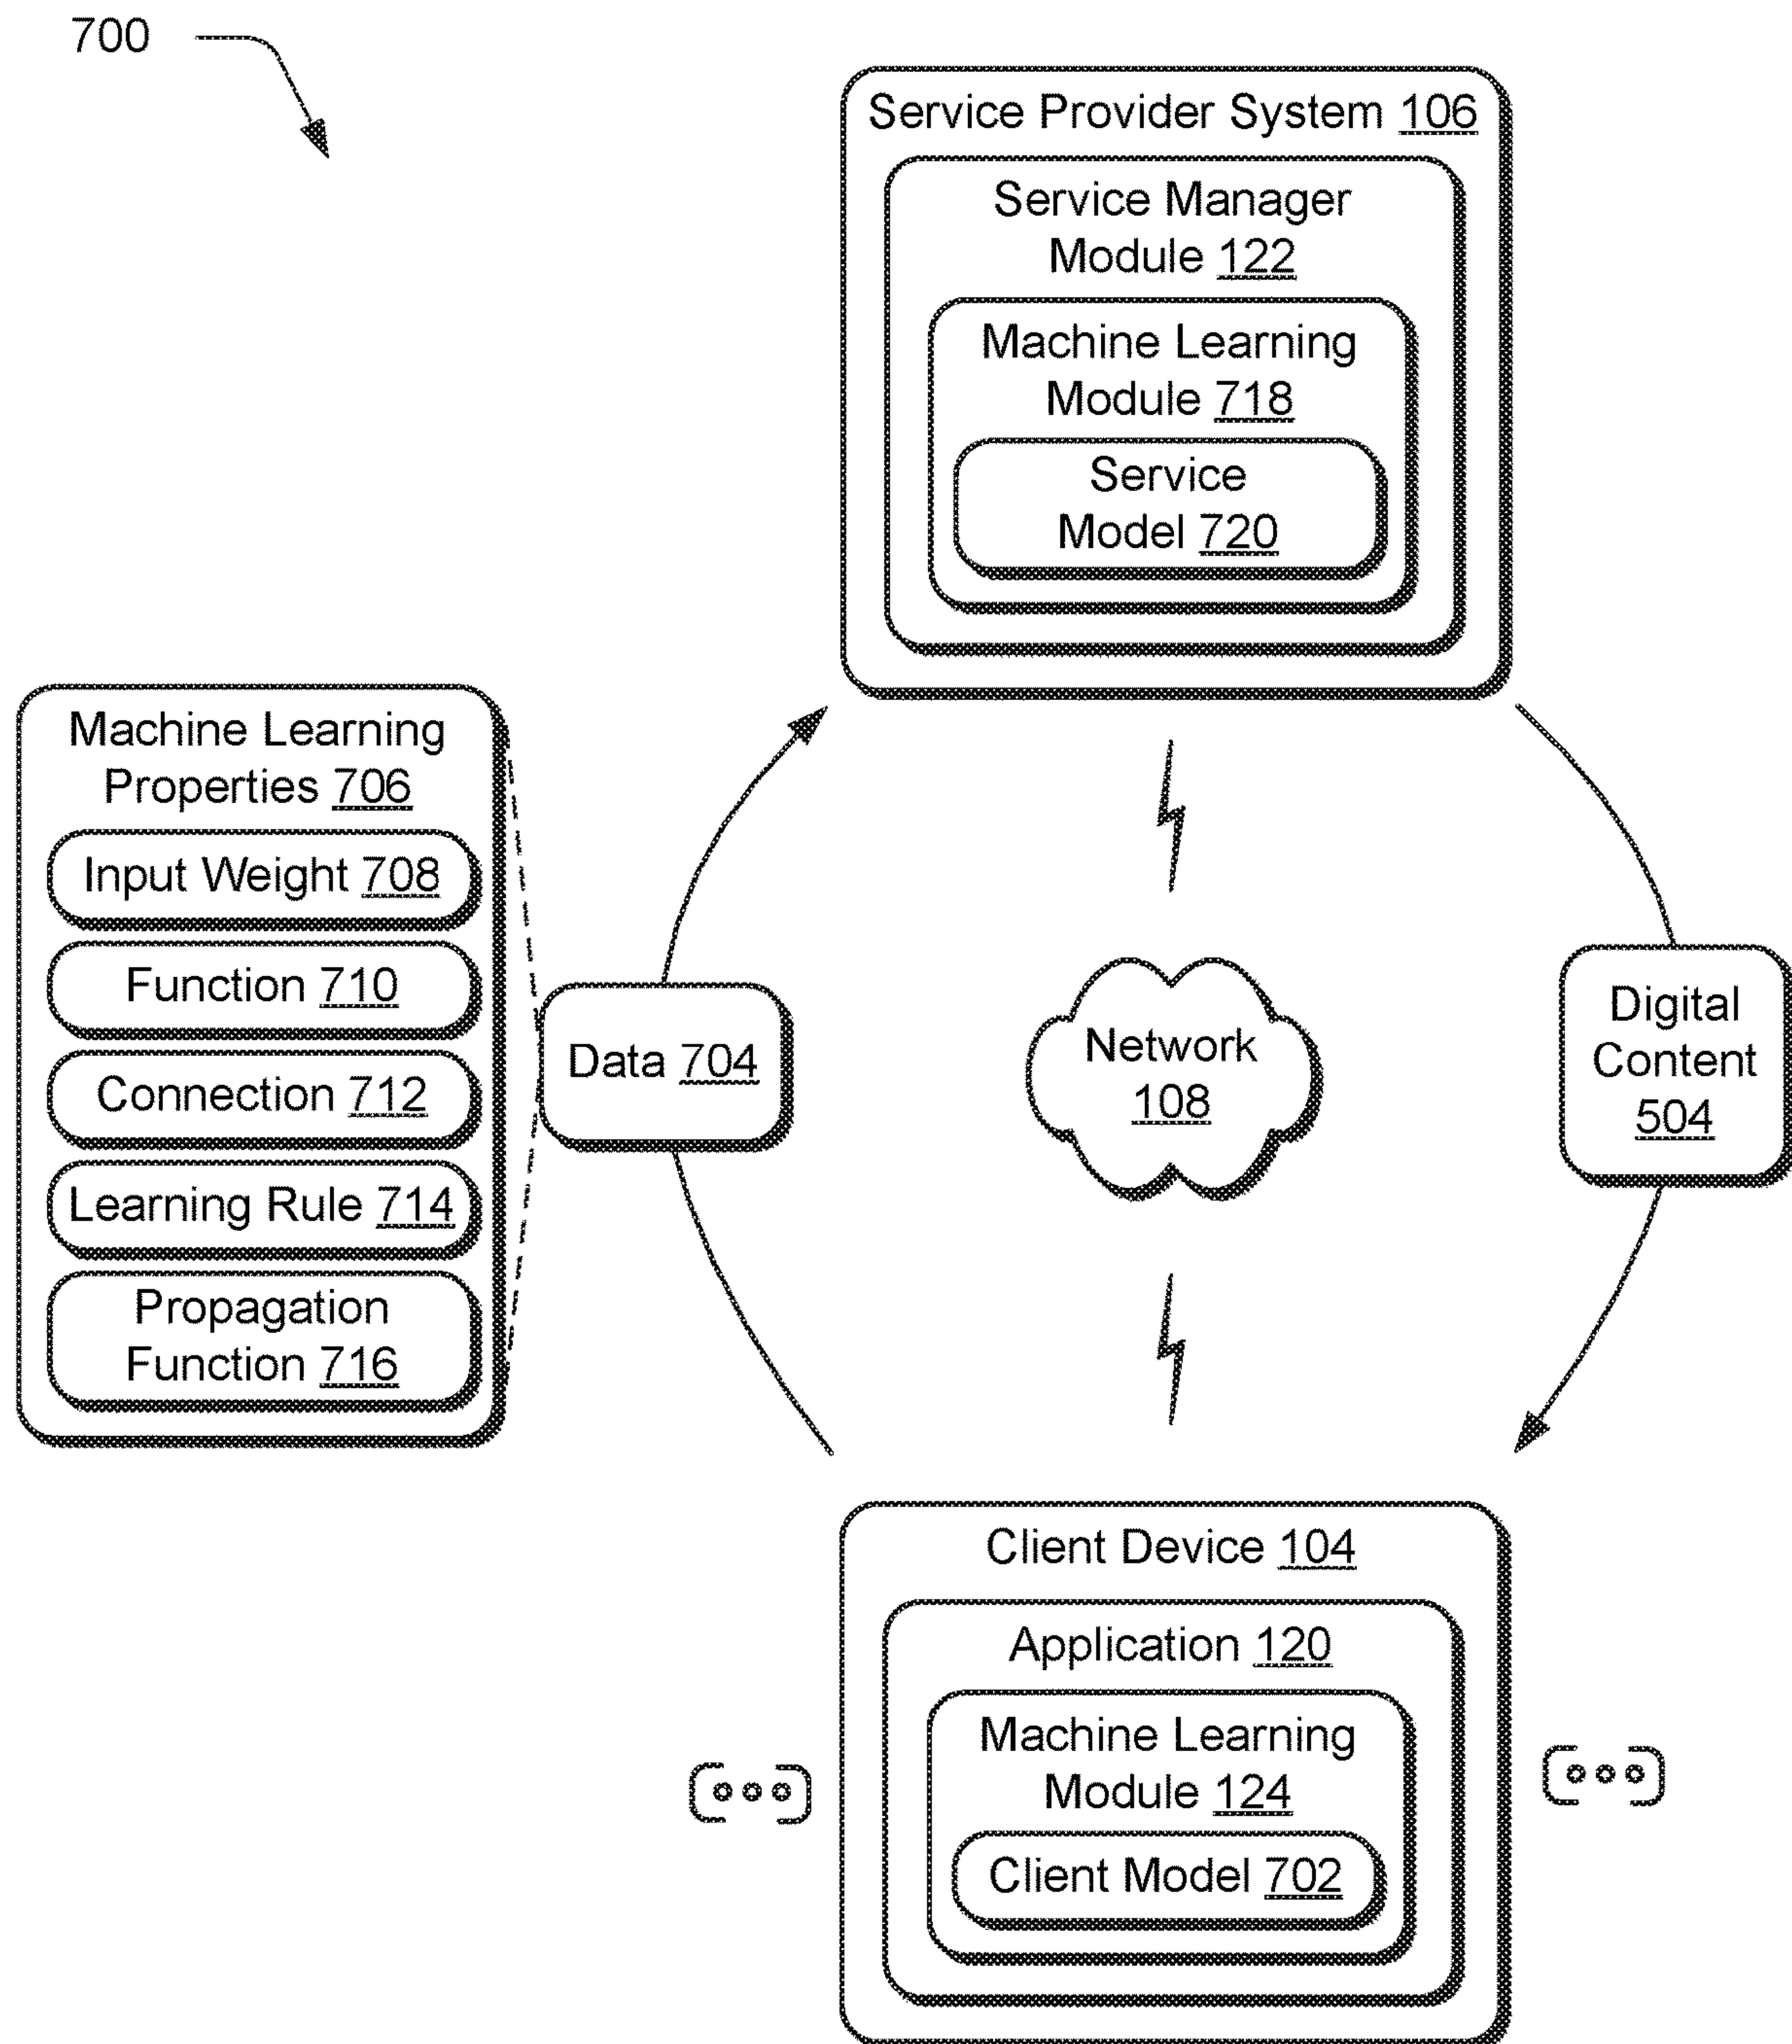 700
Service Provider System 106
Service Manager
Module 122
Machine Learning
Module 718
Service
Model 720
Machine Learning
Properties 706
Input Weight 708
Function 710
Connection 712
Learning Rule 714
Propagation
Function 716
Data 704
Network
108
Digital
Content
504
Client Device 104
Application 120
Machine Learning
Module 124
Client Model 702